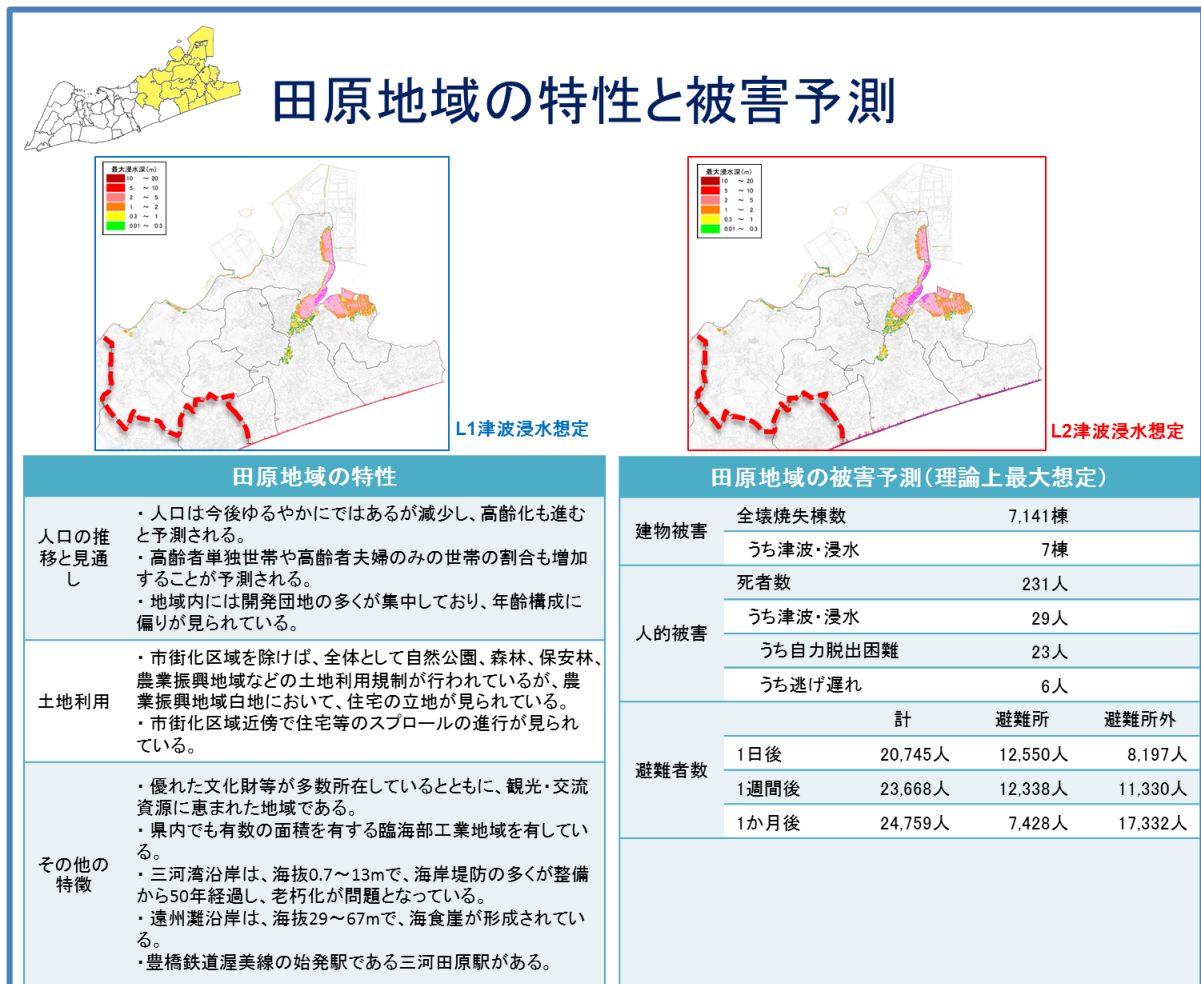 田原地域の特性と被害予測
最大浸水深(m)
10 ～ 20
5 ～ 10
2 ～ 5
1 ～ 2
0.3 ～ 1
0.01 ～ 0.3
L1津波浸水想定
最大浸水深(m)
10 ～ 20
5 ～ 10
2 ～ 5
1 ～ 2
0.3 ～ 1
0.01 ～ 0.3
L2津波浸水想定
田原地域の特性
人口の推
移と見通
し
・人口は今後ゆるやかにではあるが減少し、高齢化も進む
と予測される。
・高齢者単独世帯や高齢者夫婦のみの世帯の割合も増加
することが予測される。
・地域内には開発団地の多くが集中しており、年齢構成に
偏りが見られている。
土地利用
・市街化区域を除けば、全体として自然公園、森林、保安林、
農業振興地域などの土地利用規制が行われているが、農
業振興地域白地において、住宅の立地が見られている。
・市街化区域近傍で住宅等のスプロールの進行が見られ
ている。
その他の
特徴
・優れた文化財等が多数所在しているとともに、観光・交流
資源に恵まれた地域である。
・県内でも有数の面積を有する臨海部工業地域を有してい
る。
・三河湾沿岸は、海抜0.7～13mで、海岸堤防の多くが整備
から50年経過し、老朽化が問題となっている。
・遠州灘沿岸は、海抜29～67mで、海食崖が形成されてい
る。
・豊橋鉄道渥美線の始発駅である三河田原駅がある。
田原地域の被害予測(理論上最大想定)
建物被害
全壊焼失棟数 7,141棟
うち津波・浸水 7棟
人的被害
死者数 231人
うち津波・浸水 29人
うち自力脱出困難 23人
うち逃げ遅れ 6人
避難者数
計 避難所 避難所外
1日後 20,745人 12,550人 8,197人
1週間後 23,668人 12,338人 11,330人
1か月後 24,759人 7,428人 17,332人